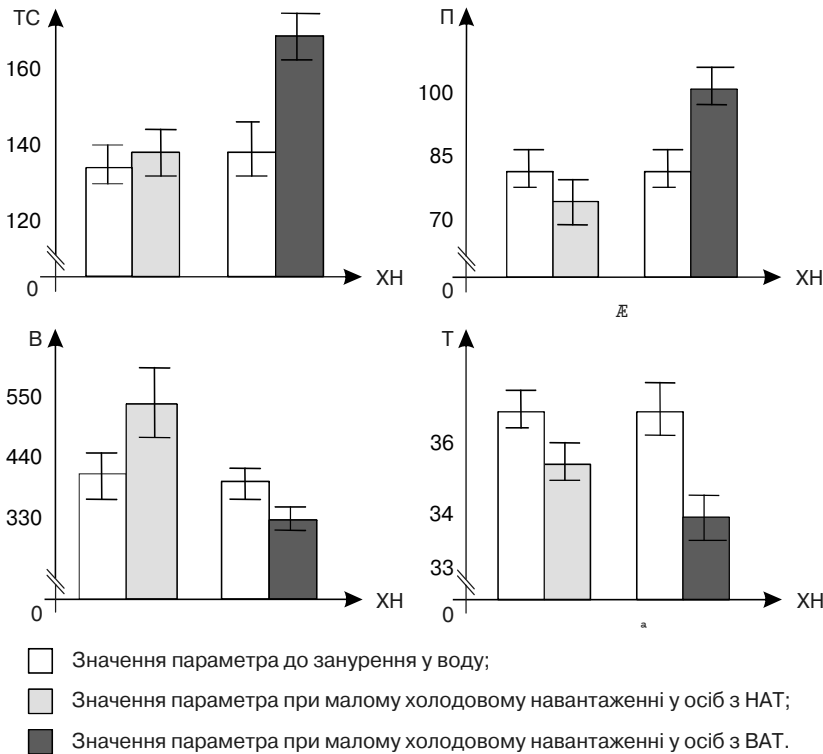 ТС
160
140
120
0
ХН
П
100
85
70
0
ХН
Æ
В
550
440
330
0
ХН
Т
36
34
33
0
ХН
a
Значення параметра до занурення у воду;
Значення параметра при малому холодовому навантаженні у осіб з НАТ;
Значення параметра при малому холодовому навантаженні у осіб з ВАТ.